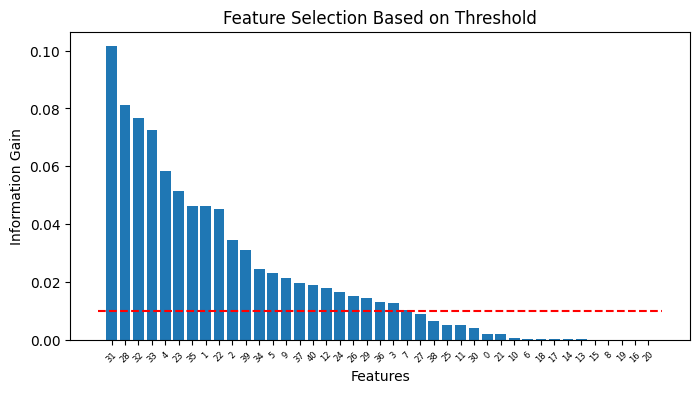 Feature Selection Based on Threshold
Information Gain
0.10
0.08
0.06
0.04
0.02
0.00
31 28 32 33 4 23 35 1 22 2 39 34 5 9 37 40 12 24 26 29 36 3 7 27 38 25 11 30 0 21 10 6 18 17 14 13 15 8 19 16 20
Features